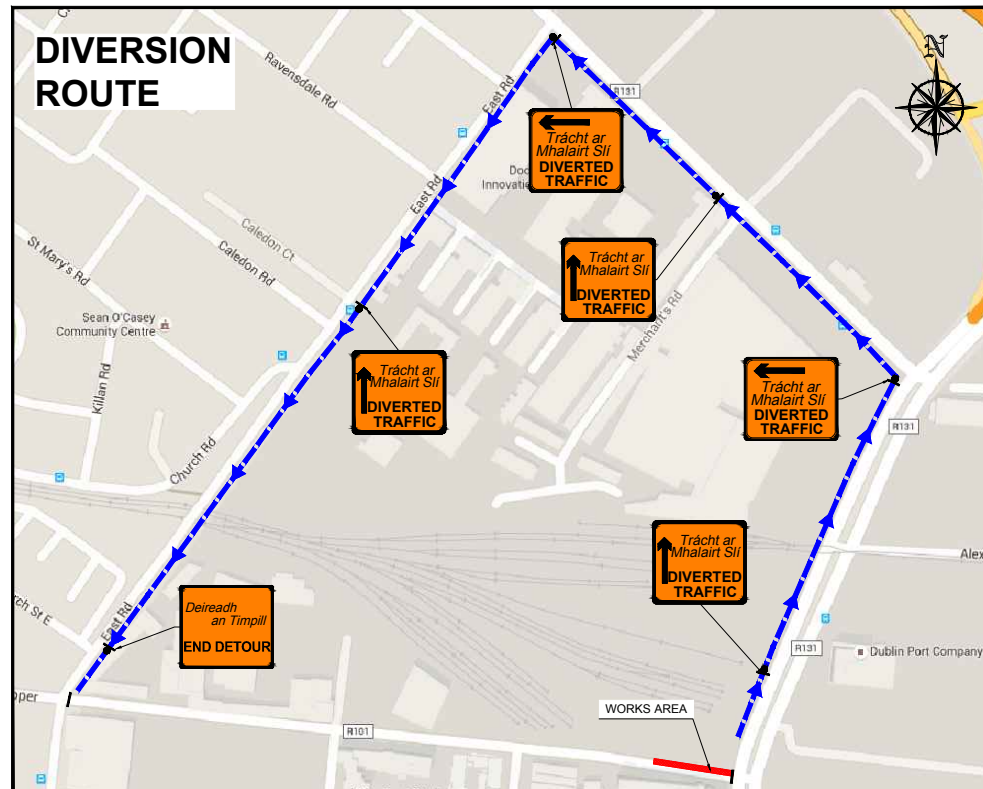 DIVERSION
ROUTE
N
Ravensdale Rd
East Rd
R131
Trácht ar
Mhalairt Slí
DIVERTED
TRAFFIC
East Rd
Caledon Ct
Caledon Rd
St Mary's Rd
Trácht ar
Mhalairt Slí
DIVERTED
TRAFFIC
Merchant's Rd
Sean O'Casey
Community Centre
Killan Rd
Church Rd
Trácht ar
Mhalairt Slí
DIVERTED
TRAFFIC
Trácht ar
Mhalairt Slí
DIVERTED
TRAFFIC
R131
Trácht ar
Mhalairt Slí
DIVERTED
TRAFFIC
Alex
rch St E
East Rd
Deireadh
an Timpill
END DETOUR
R131
Dublin Port Company
pper
R101
WORKS AREA